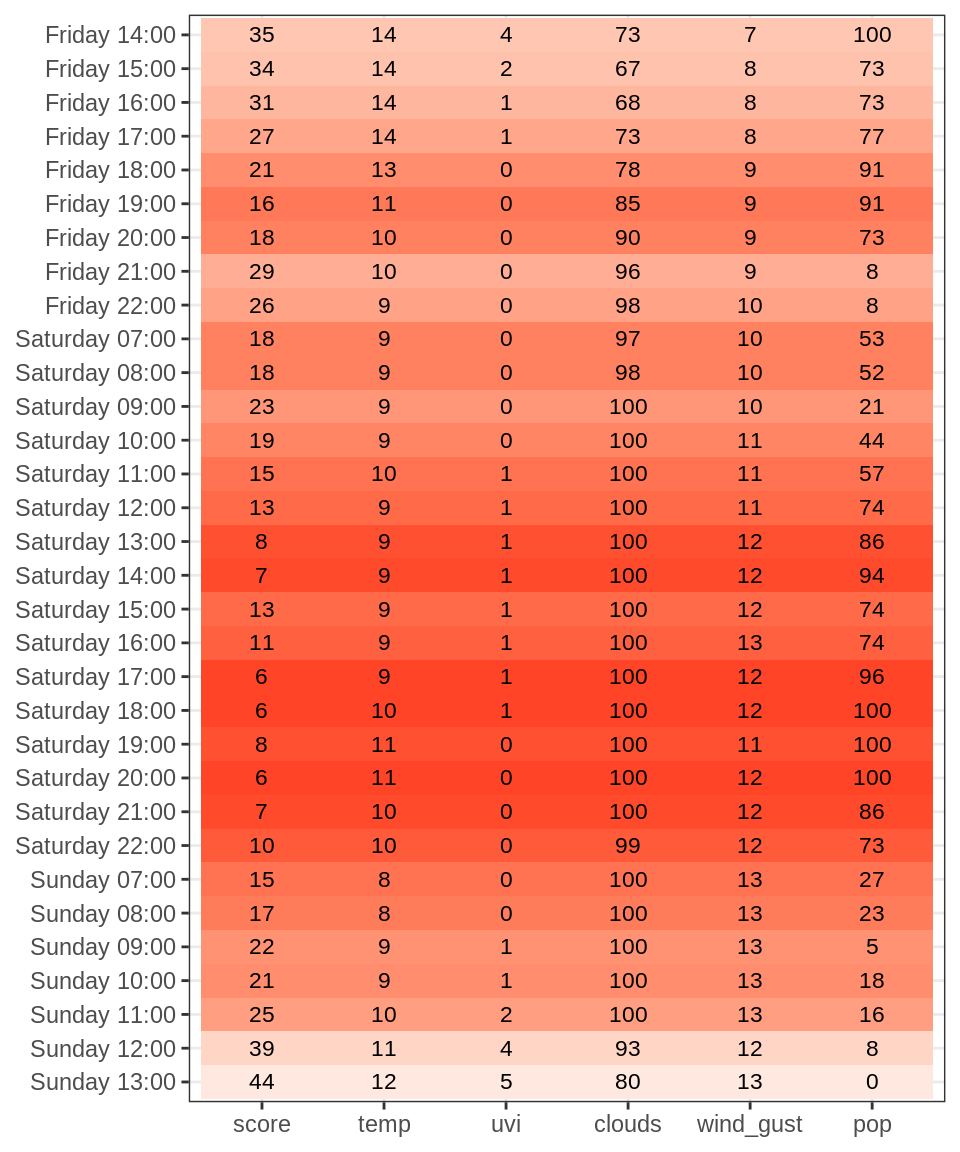 Friday 14:00 35 14 4 73 7 100
Friday 15:00 34 14 2 67 8 73
Friday 16:00 31 14 1 68 8 73
Friday 17:00 27 14 1 73 8 77
Friday 18:00 21 13 0 78 9 91
Friday 19:00 16 11 0 85 9 91
Friday 20:00 18 10 0 90 9 73
Friday 21:00 29 10 0 96 9 8
Friday 22:00 26 9 0 98 10 8
Saturday 07:00 18 9 0 97 10 53
Saturday 08:00 18 9 0 98 10 52
Saturday 09:00 23 9 0 100 10 21
Saturday 10:00 19 9 0 100 11 44
Saturday 11:00 15 10 1 100 11 57
Saturday 12:00 13 9 1 100 11 74
Saturday 13:00 8 9 1 100 12 86
Saturday 14:00 7 9 1 100 12 94
Saturday 15:00 13 9 1 100 12 74
Saturday 16:00 11 9 1 100 13 74
Saturday 17:00 6 9 1 100 12 96
Saturday 18:00 6 10 1 100 12 100
Saturday 19:00 8 11 0 100 11 100
Saturday 20:00 6 11 0 100 12 100
Saturday 21:00 7 10 0 100 12 86
Saturday 22:00 10 10 0 99 12 73
Sunday 07:00 15 8 0 100 13 27
Sunday 08:00 17 8 0 100 13 23
Sunday 09:00 22 9 1 100 13 5
Sunday 10:00 21 9 1 100 13 18
Sunday 11:00 25 10 2 100 13 16
Sunday 12:00 39 11 4 93 12 8
Sunday 13:00 44 12 5 80 13 0
score temp uvi clouds wind_gust pop